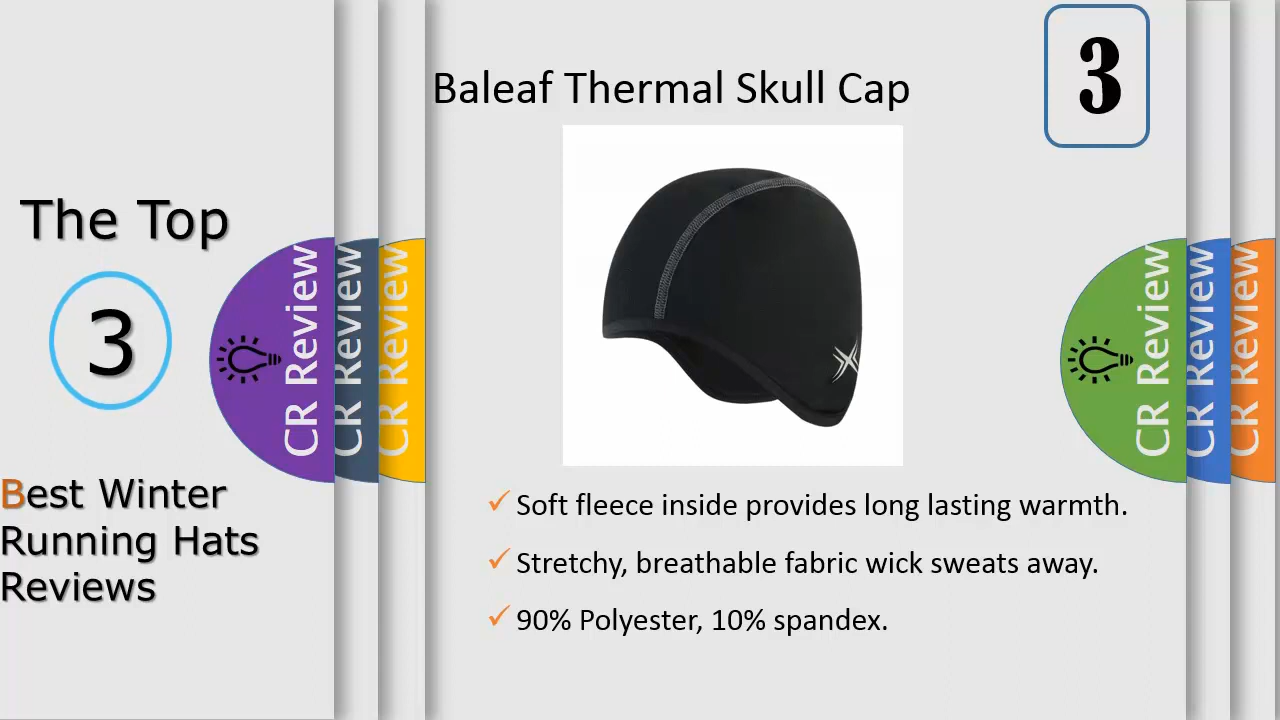 The Top
3
Best Winter
Running Hats
Reviews
CR Review
CR Review
CR Review
Baleaf Thermal Skull Cap
3
✓ Soft fleece inside provides long lasting warmth.
✓ Stretchy, breathable fabric wick sweats away.
✓ 90% Polyester, 10% spandex.
CR Review
CR Review
CR Review